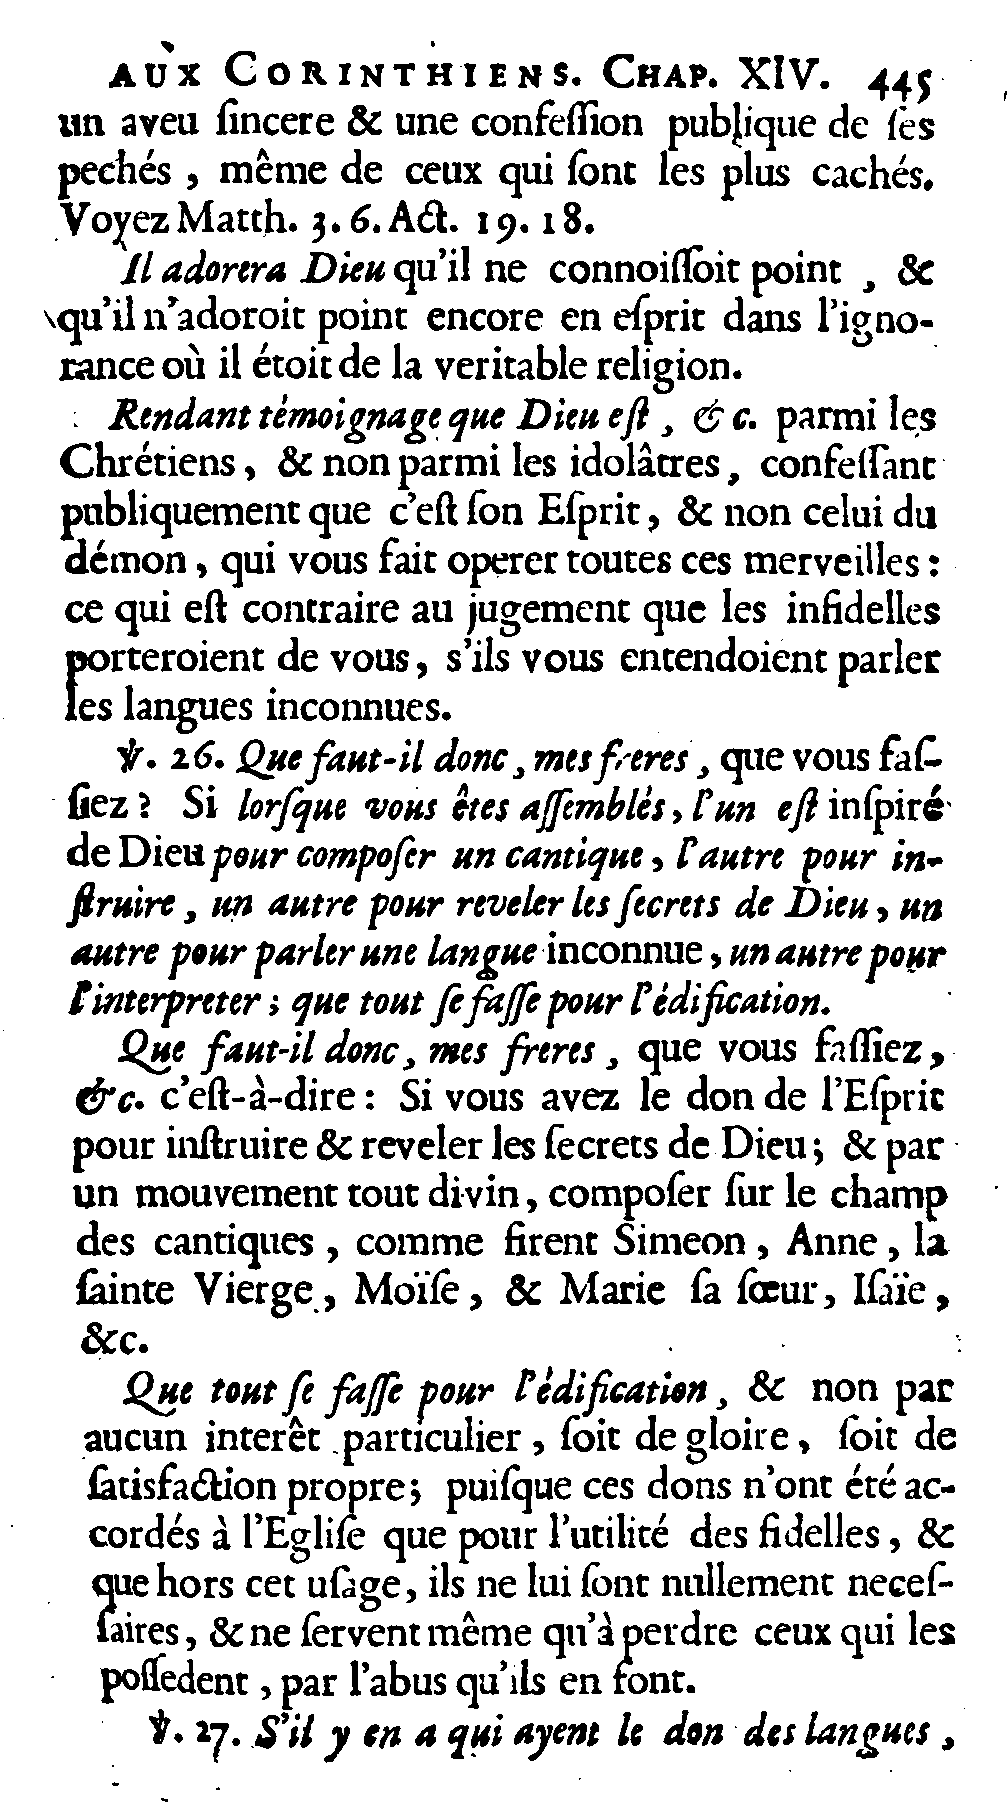 AUX CORINTHIENS. CHAP. XIV. 445
un aveu ſincere & une confeſſion publique de ſes
pechés, même de ceux qui ſont les plus cachés.
Voyez Matth. 3. 6. Act. 19. 18.
Il adorera Dieu qu'il ne connoiſſoit point, &
qu'il n'adoroit point encore en eſprit dans l'igno-
rance où il étoit de la veritable religion.
Rendant témoignage que Dieu eſt, &c. parmi les
Chrétiens, & non parmi les idolâtres, confeſſant
publiquement que c'eſt ſon Eſprit, & non celui du
démon, qui vous fait operer toutes ces merveilles :
ce qui eſt contraire au jugement que les infidelles
porteroient de vous, s'ils vous entendoient parler
les langues inconnues.
℣. 26. Que faut-il donc, mes freres, que vous faſ-
ſiez ? Si lorſque vous êtes aſſemblés, l'un eſt inſpiré
de Dieu pour compoſer un cantique, l'autre pour in-
ſtruire, un autre pour reveler les ſecrets de Dieu, un
autre pour parler une langue inconnue, un autre pour
l'interpreter ; que tout ſe faſſe pour l'édification.
Que faut-il donc, mes freres, que vous faſſiez,
&c. c'eſt-à-dire : Si vous avez le don de l'Eſprit
pour inſtruire & reveler les ſecrets de Dieu ; & par
un mouvement tout divin, compoſer ſur le champ
des cantiques, comme firent Simeon, Anne, la
ſainte Vierge, Moïſe, & Marie ſa ſœur, Iſaïe,
&c.
Que tout ſe faſſe pour l'édification, & non par
aucun interêt particulier, ſoit de gloire, ſoit de
ſatisfaction propre ; puiſque ces dons n'ont été ac-
cordés à l'Egliſe que pour l'utilité des fidelles, &
que hors cet uſage, ils ne lui ſont nullement neceſ-
ſaires, & ne ſervent même qu'à perdre ceux qui les
poſſedent, par l'abus qu'ils en font.
℣. 27. S'il y en a qui ayent le don des langues,